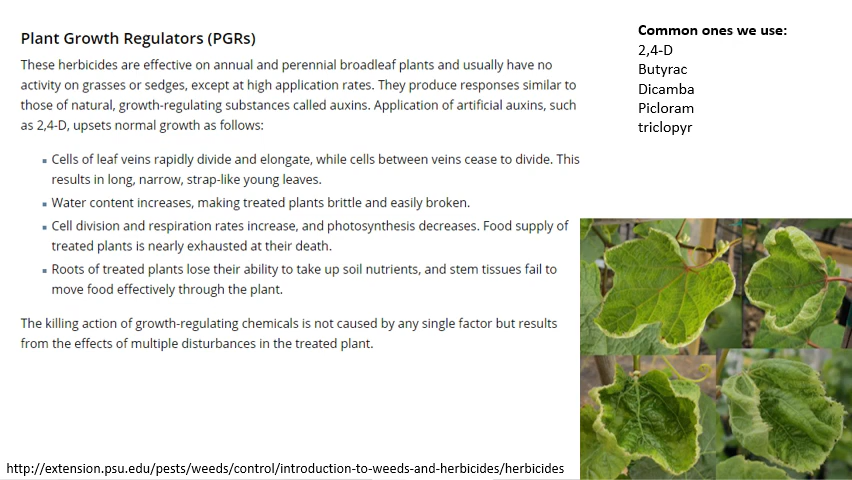 Plant Growth Regulators (PGRs)
These herbicides are effective on annual and perennial broadleaf plants and usually have no
activity on grasses or sedges, except at high application rates. They produce responses similar to
those of natural, growth-regulating substances called auxins. Application of artificial auxins, such
as 2,4-D, upsets normal growth as follows:
▪ Cells of leaf veins rapidly divide and elongate, while cells between veins cease to divide. This
results in long, narrow, strap-like young leaves.
▪ Water content increases, making treated plants brittle and easily broken.
▪ Cell division and respiration rates increase, and photosynthesis decreases. Food supply of
treated plants is nearly exhausted at their death.
▪ Roots of treated plants lose their ability to take up soil nutrients, and stem tissues fail to
move food effectively through the plant.
The killing action of growth-regulating chemicals is not caused by any single factor but results
from the effects of multiple disturbances in the treated plant.
Common ones we use:
2,4-D
Butyrac
Dicamba
Picloram
triclopyr
http://extension.psu.edu/pests/weeds/control/introduction-to-weeds-and-herbicides/herbicides